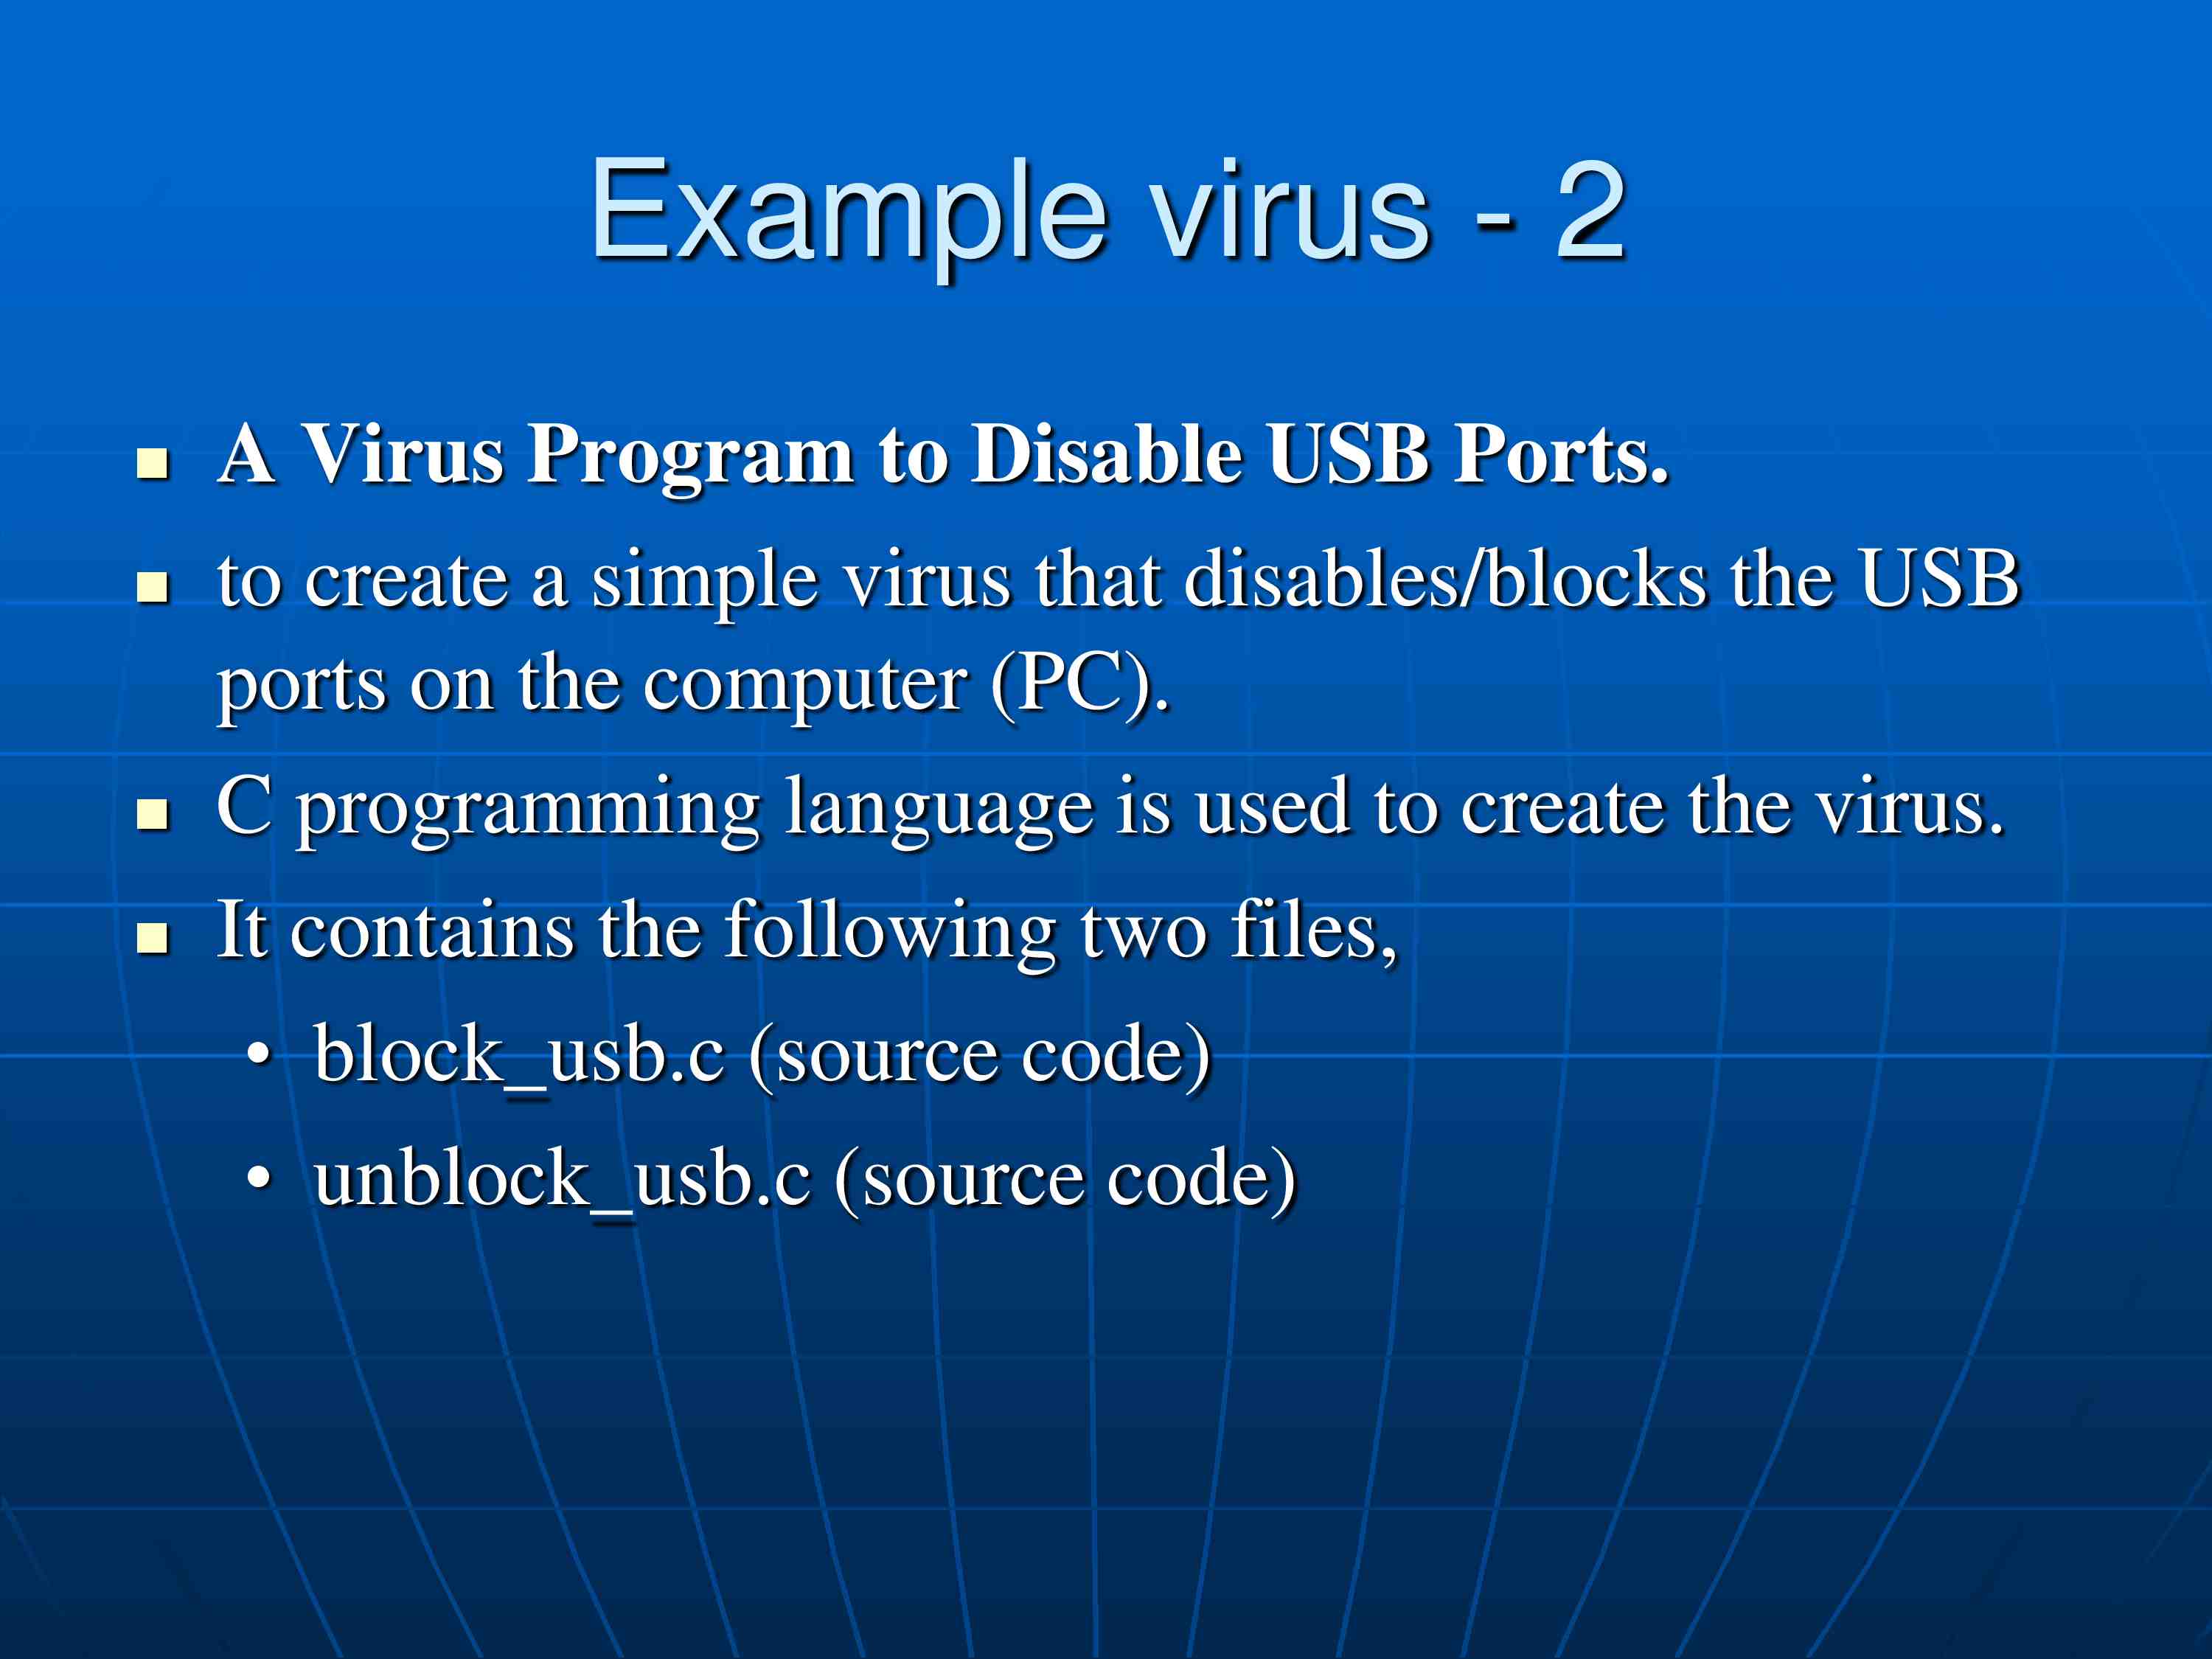 Example virus - 2
A Virus Program to Disable USB Ports.
to create a simple virus that disables/blocks the USB
ports on the computer (PC).
C programming language is used to create the virus.
It contains the following two files,
• block_usb.c (source code)
• unblock_usb.c (source code)